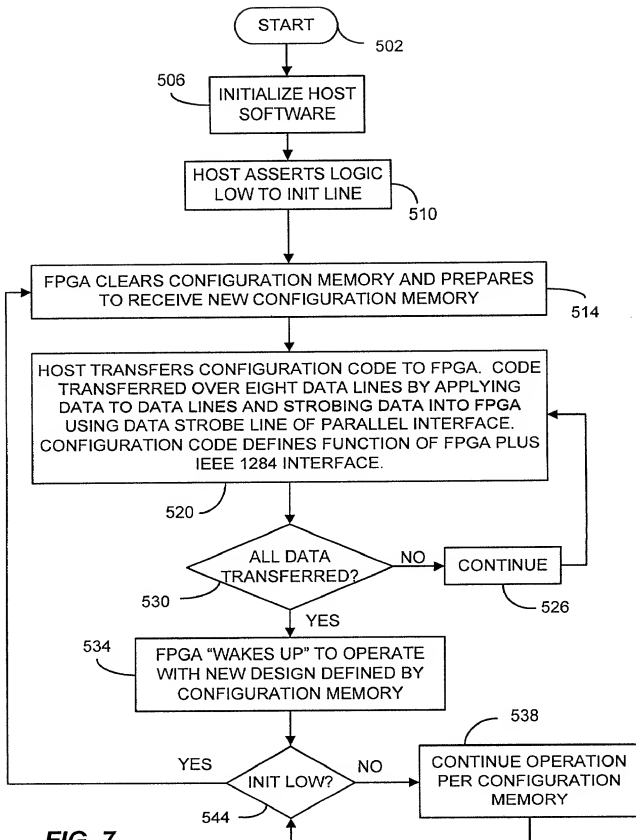 START
502
506
INITIALIZE HOST
SOFTWARE
HOST ASSERTS LOGIC
LOW TO INIT LINE
510
FPGA CLEARS CONFIGURATION MEMORY AND PREPARES
TO RECEIVE NEW CONFIGURATION MEMORY
514
HOST TRANSFERS CONFIGURATION CODE TO FPGA. CODE
TRANSFERRED OVER EIGHT DATA LINES BY APPLYING
DATA TO DATA LINES AND STROBING DATA INTO FPGA
USING DATA STROBE LINE OF PARALLEL INTERFACE.
CONFIGURATION CODE DEFINES FUNCTION OF FPGA PLUS
IEEE 1284 INTERFACE.
520
ALL DATA
TRANSFERRED?
530
NO
CONTINUE
526
YES
534
FPGA "WAKES UP" TO OPERATE
WITH NEW DESIGN DEFINED BY
CONFIGURATION MEMORY
538
YES
INIT LOW?
NO
544
CONTINUE OPERATION
PER CONFIGURATION
MEMORY
FIG. 7